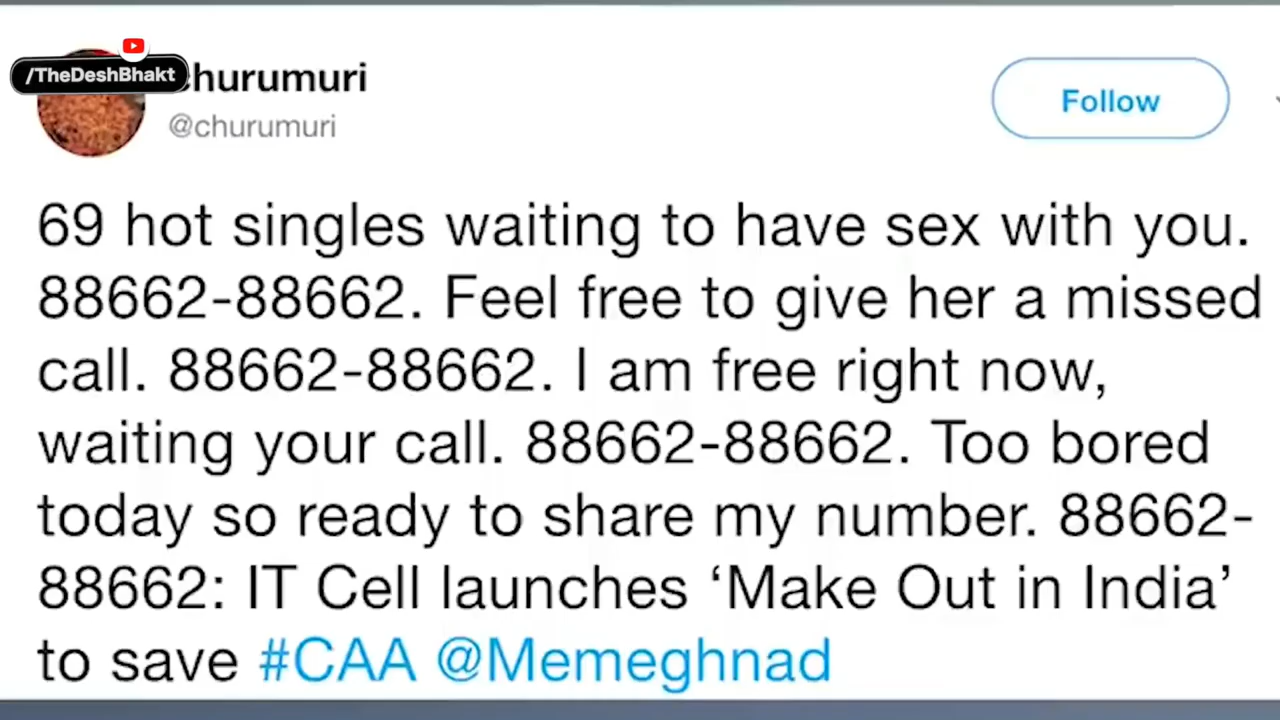 /TheDeshBhakt
hurumuri
@churumuri
Follow
69 hot singles waiting to have sex with you.
88662-88662. Feel free to give her a missed
call. 88662-88662. I am free right now,
waiting your call. 88662-88662. Too bored
today so ready to share my number. 88662-
88662: IT Cell launches ‘Make Out in India’
to save #CAA @Memeghnad